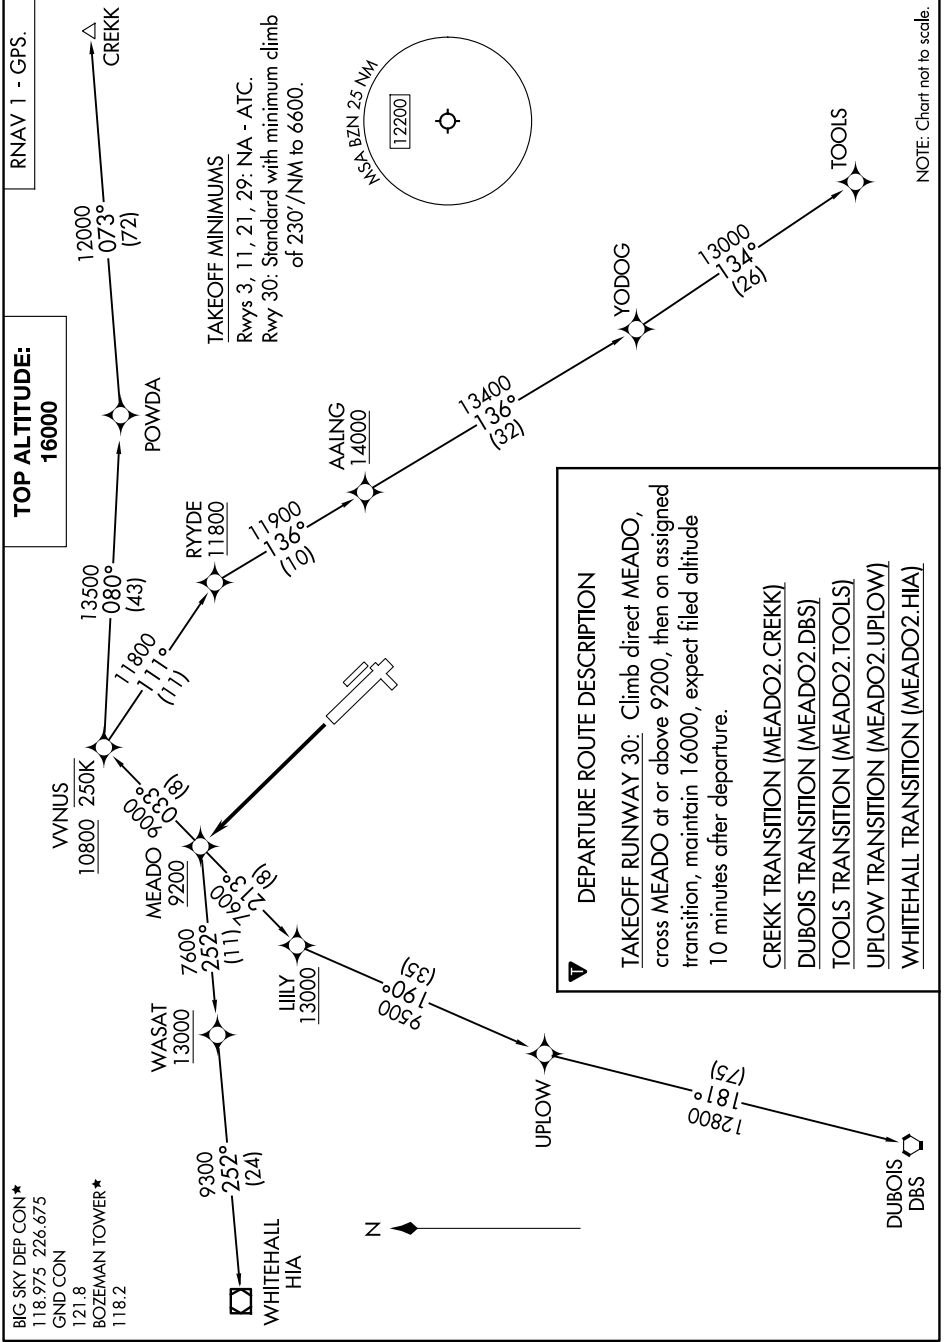 BIG SKY DEP CON★
118.975 226.675
GND CON
121.8
BOZEMAN TOWER★
118.2
TOP ALTITUDE:
16000
RNAV 1 - GPS.
VVNUS
10800 250K
13500
080°
(43)
POWDA
12000
073°
(72)
CREKK
9000
033°
(8)
11800
111°
(11)
RYYDE
11800
11900
136°
(10)
AALNG
14000
13400
136°
(32)
YODOG
13000
134°
(26)
TOOLS
MEADO
9200
7600
252°
(11)
WASAT
13000
9300
252°
(24)
WHITEHALL
HIA
7600
213°
(8)
LIILY
13000
9500
190°
(35)
UPLOW
12800
181°
(75)
DUBOIS
DBS
N
TAKEOFF MINIMUMS
Rwys 3, 11, 21, 29: NA - ATC.
Rwy 30: Standard with minimum climb
of 230'/NM to 6600.
MSA BZN 25 NM
12200
T
DEPARTURE ROUTE DESCRIPTION
TAKEOFF RUNWAY 30: Climb direct MEADO,
cross MEADO at or above 9200, then on assigned
transition, maintain 16000, expect filed altitude
10 minutes after departure.
CREKK TRANSITION (MEADO2.CREKK)
DUBOIS TRANSITION (MEADO2.DBS)
TOOLS TRANSITION (MEADO2.TOOLS)
UPLOW TRANSITION (MEADO2.UPLOW)
WHITEHALL TRANSITION (MEADO2.HIA)
NOTE: Chart not to scale.